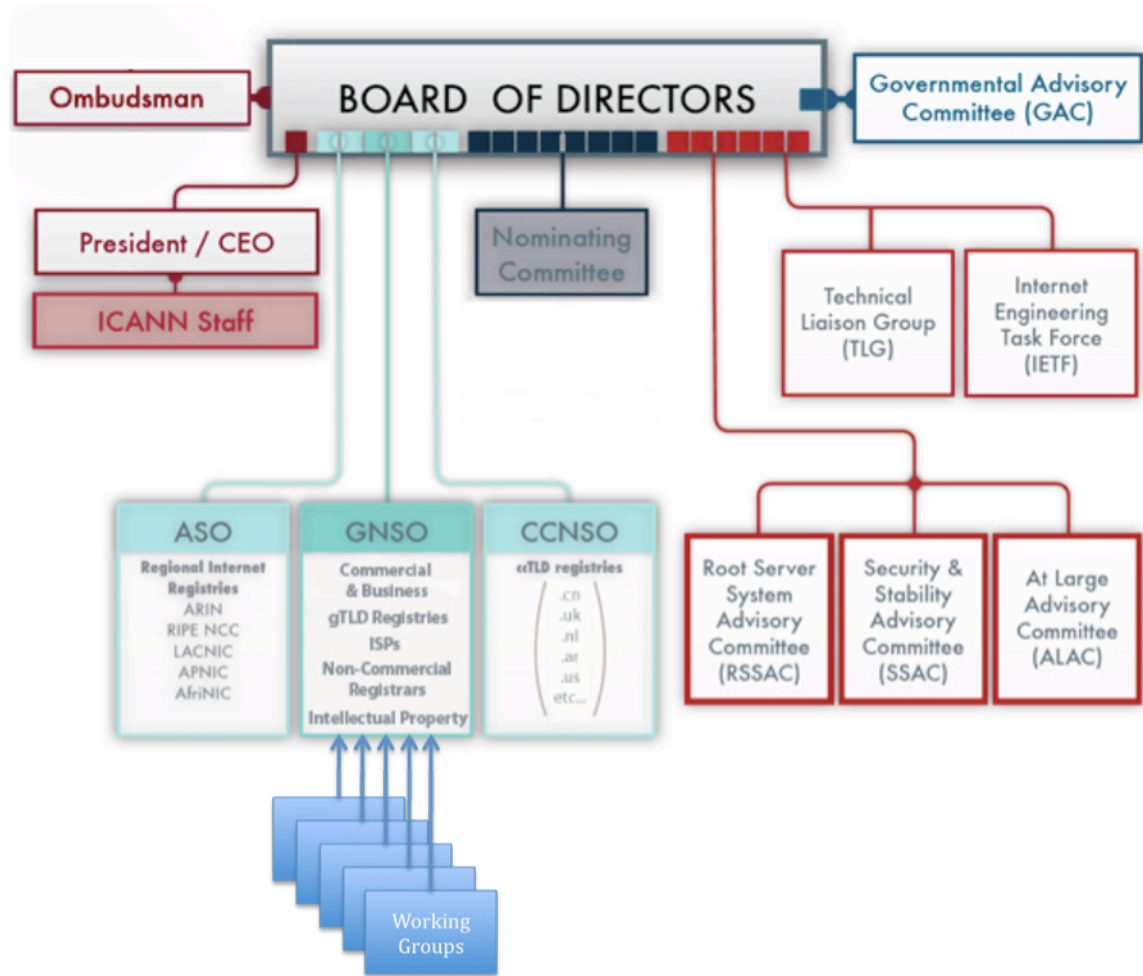 BOARD OF DIRECTORS
Ombudsman
Governmental Advisory
Committee (GAC)
President / CEO
ICANN Staff
Nominating
Committee
Technical
Liaison Group
(TLG)
Internet
Engineering
Task Force
(IETF)
ASO
Regional Internet
Registries
ARIN
RIPE NCC
LACNIC
APNIC
AfriNIC
GNSO
Commercial
& Business
gTLD Registries
ISPs
Non-Commercial
Registrars
Intellectual Property
CCNSO
ccTLD registries
.cn
.uk
.nl
.ar
.us
etc...
Root Server
System
Advisory
Committee
(RSSAC)
Security &
Stability
Advisory
Committee
(SSAC)
At Large
Advisory
Committee
(ALAC)
Working
Groups